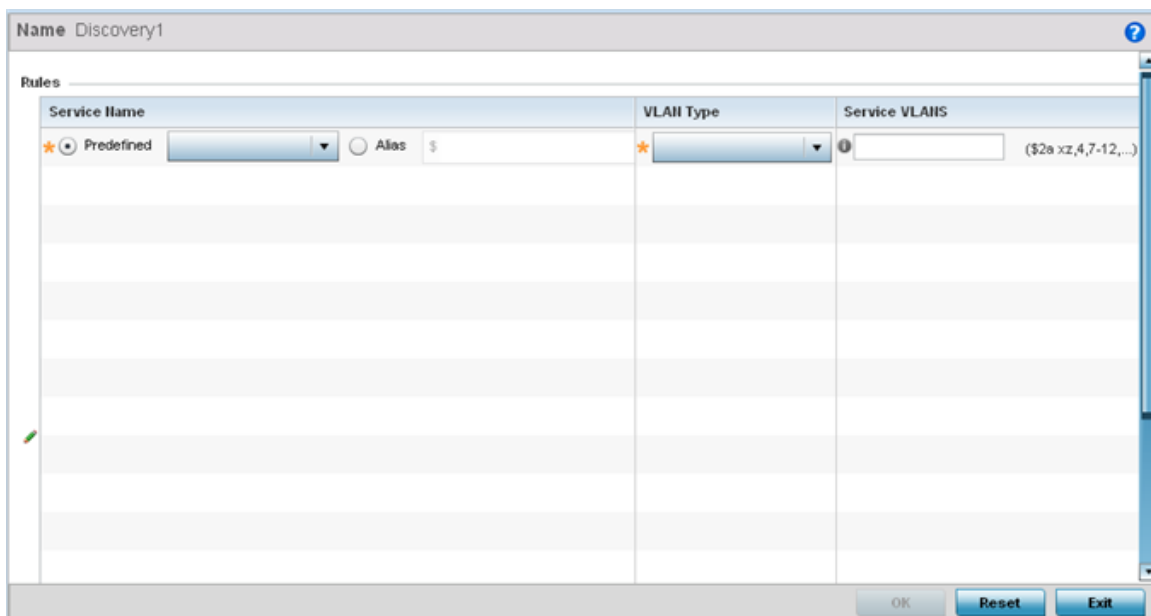 Name Discovery1
?
Rules
Service Name VLAN Type Service VLANS
* Predefined Alias $ * ($2a xz,4,7-12,...)
OK Reset Exit